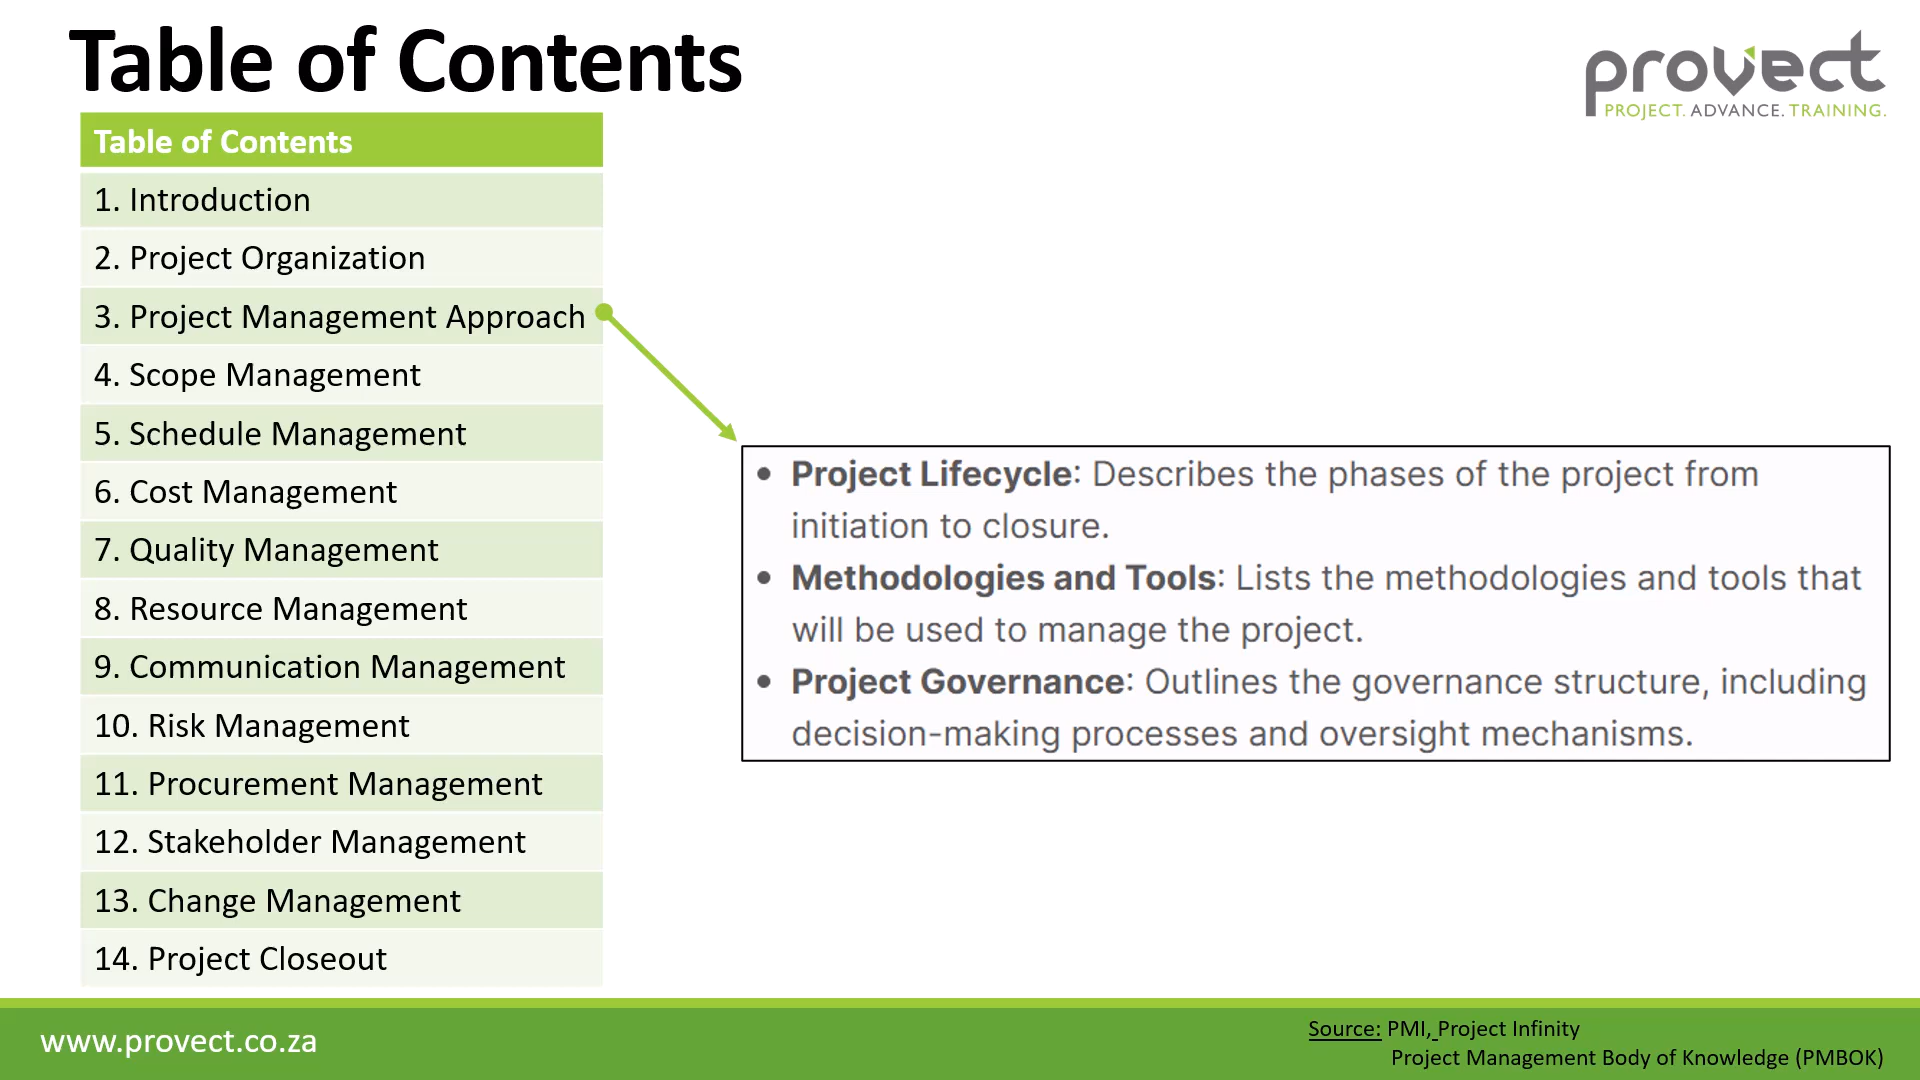 Table of Contents
provect
PROJECT. ADVANCE. TRAINING.
Table of Contents
1. Introduction
2. Project Organization
3. Project Management Approach
4. Scope Management
5. Schedule Management
6. Cost Management
7. Quality Management
8. Resource Management
9. Communication Management
10. Risk Management
11. Procurement Management
12. Stakeholder Management
13. Change Management
14. Project Closeout
• Project Lifecycle: Describes the phases of the project from
initiation to closure.
• Methodologies and Tools: Lists the methodologies and tools that
will be used to manage the project.
• Project Governance: Outlines the governance structure, including
decision-making processes and oversight mechanisms.
www.provect.co.za
Source: PMI, Project Infinity
Project Management Body of Knowledge (PMBOK)